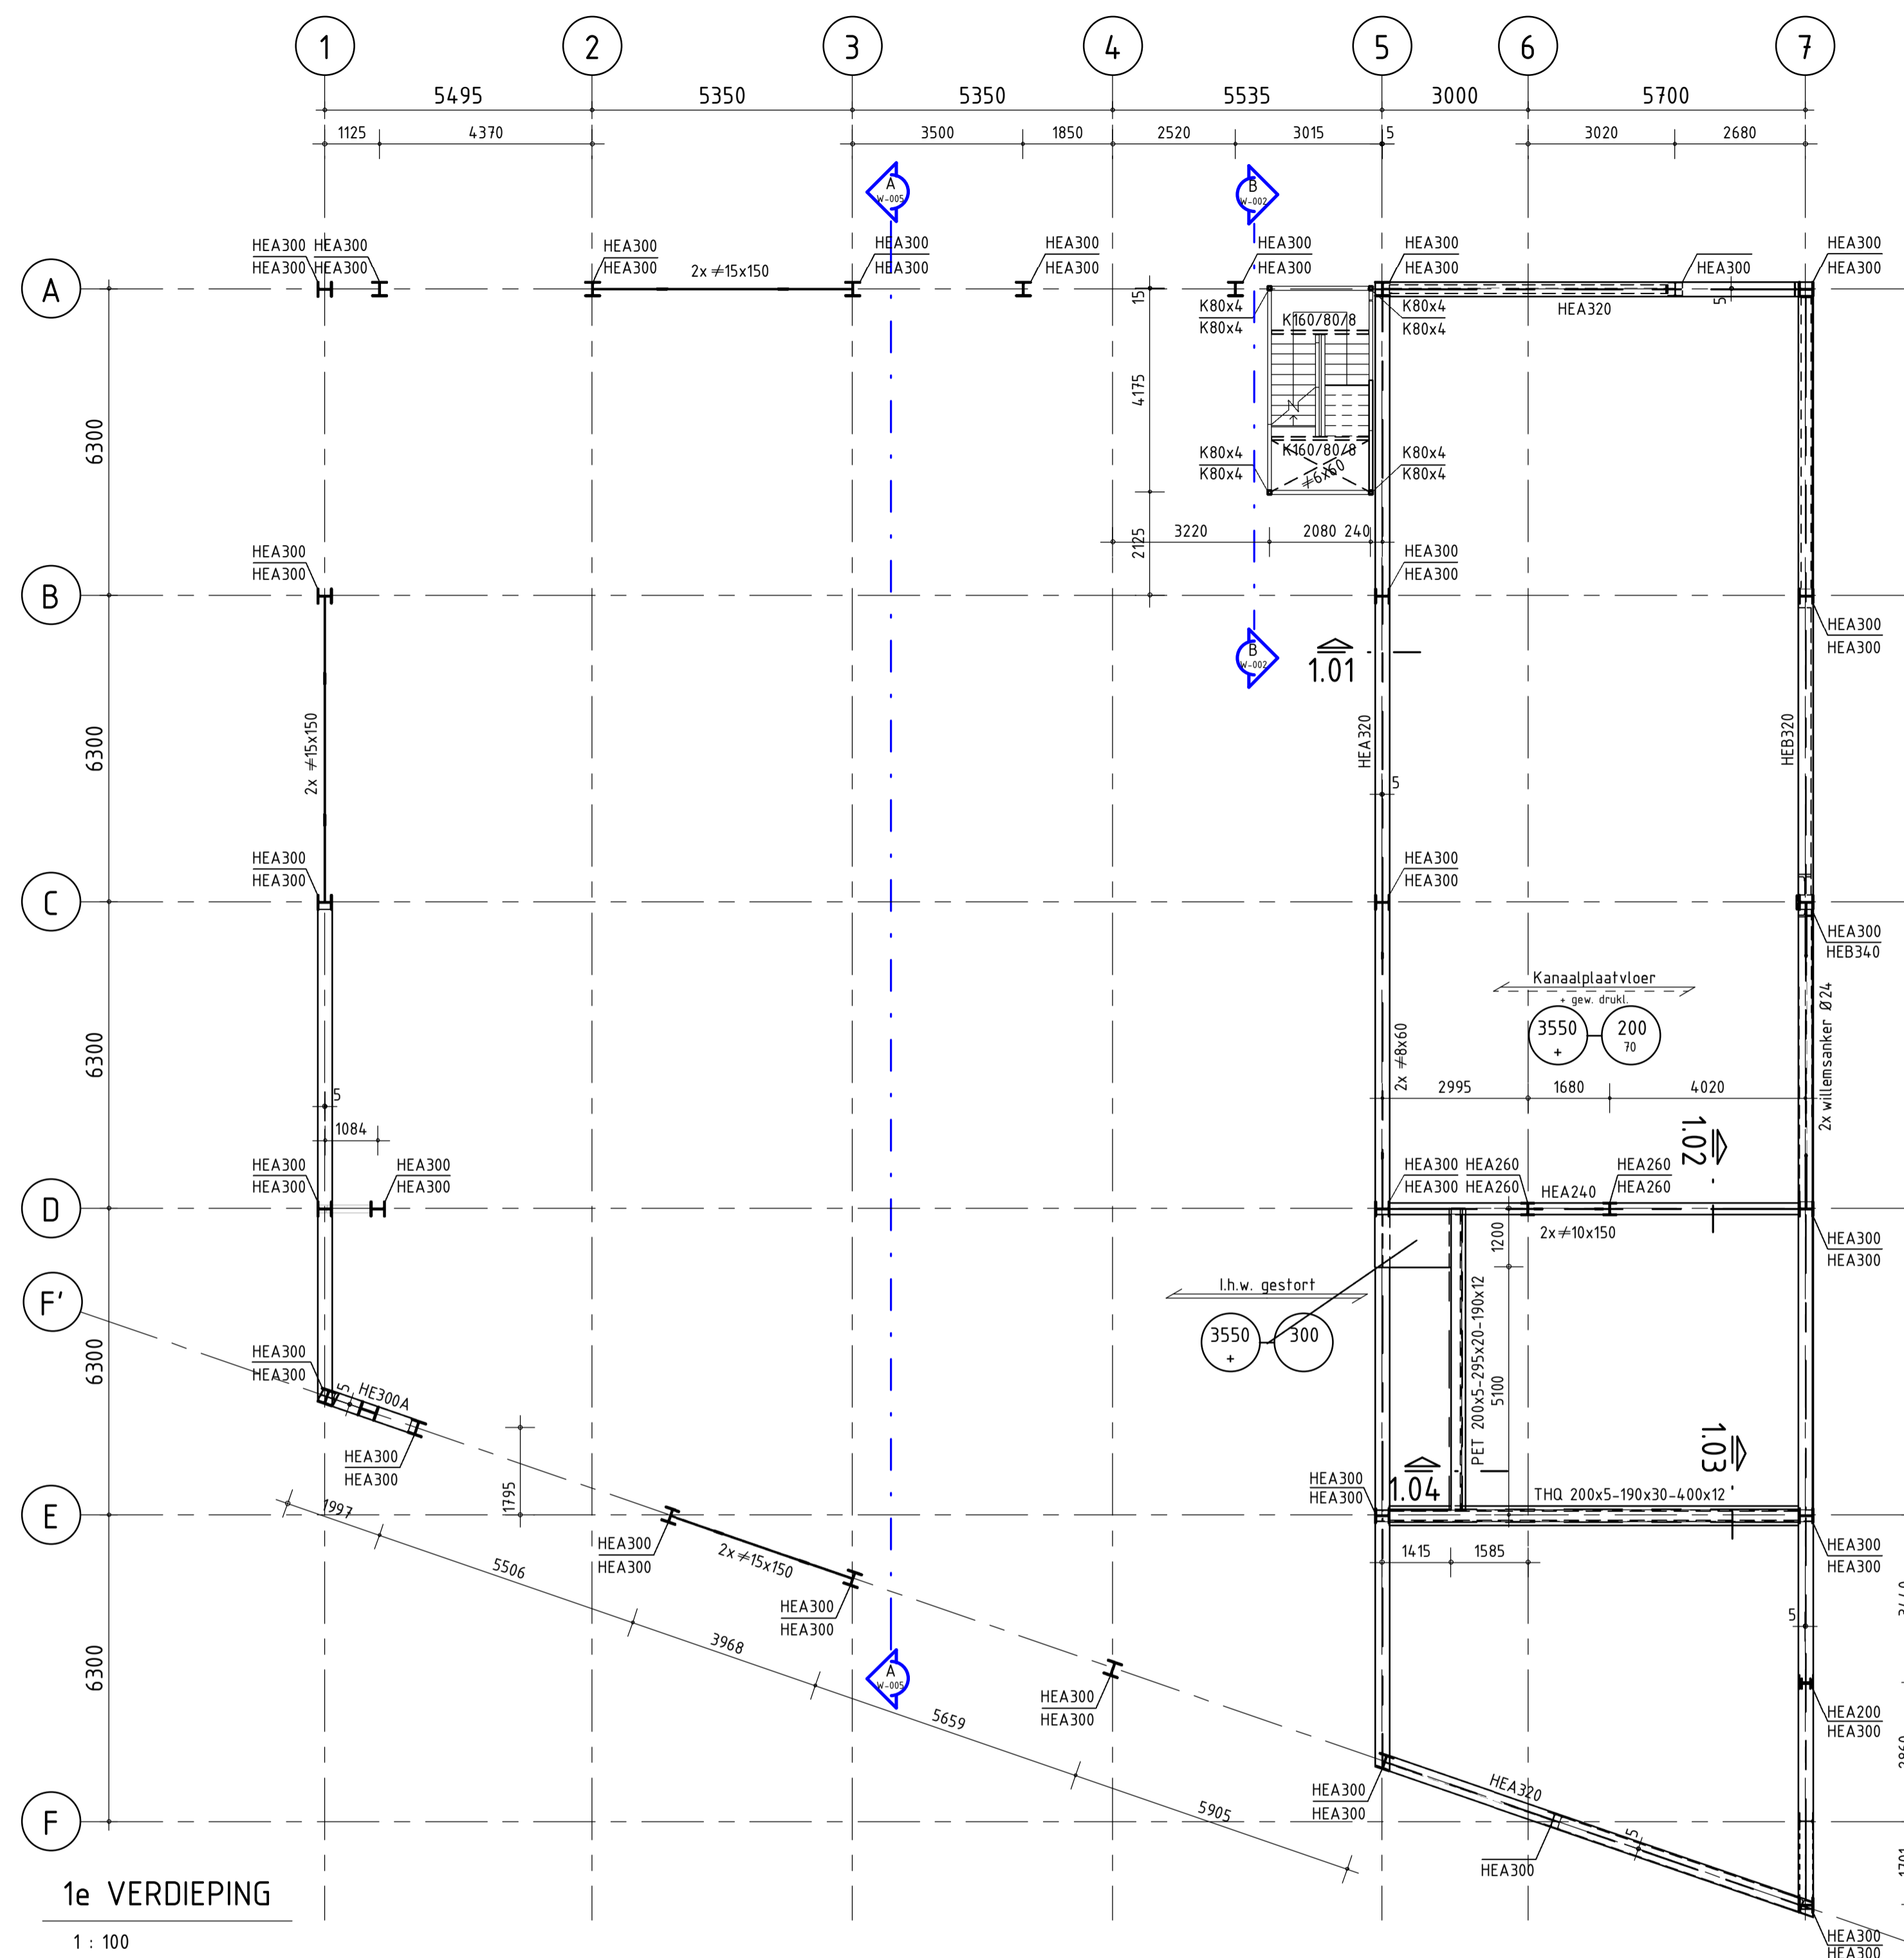 1 2 3 4 5 6 7
5495 5350 5350 5535 3000 5700
1125 4370 3500 1850 2520 3015 5 3020 2680
A
W-005
B
W-002
HEA300 HEA300 HEA300 HEA300 HEA300 HEA300 HEA300 HEA300
HEA300 HEA300 HEA300 2x ≠15x150 HEA300 HEA300 HEA300 HEA300 HEA300 HEA300
A
15
5
K80x4 K160/80/8 K80x4 HEA320
K80x4 K80x4
4175
6300
K80x4 K160/80/8 K80x4
K80x4 ≠6x60 K80x4
3220 2080 240
2125
HEA300 HEA300
HEA300 HEA300
B
HEA300
HEA300
B
W-002
1.01
2x ≠15x150
HEA320
HEB320
6300
5
HEA300 HEA300
HEA300 HEA300
C
HEA300
HEB340
Kanaalplaatvloer
+ gew. drukl.
3550 200
+ 70
2x ≠8x60
2x willemsanker Ø24
6300
5
2995 1680 4020
1084
1.02
HEA300 HEA300 HEA300 HEA260 HEA260
HEA300 HEA300 HEA300 HEA260 HEA240 HEA260
D
2x≠10x150
HEA300
HEA300
1200
F'
I.h.w. gestort
3550 300
+
PET 200x5-295x20-190x12
5100
6300
HEA300
HEA300
5 HE300A
HEA300
HEA300
1795
1.03
HEA300
HEA300
1.04
THQ 200x5-190x30-400x12
E
1997
HEA300
HEA300
2x≠15x150
5506
1415 1585
HEA300
HEA300
HEA300
HEA300
5
3968
6300
A
W-005
HEA300
HEA300
5659
HEA200
HEA300
HEA300
HEA300
HEA320
5905
5
F
HEA300
1e VERDIEPING
1 : 100
HEA300
HEA300